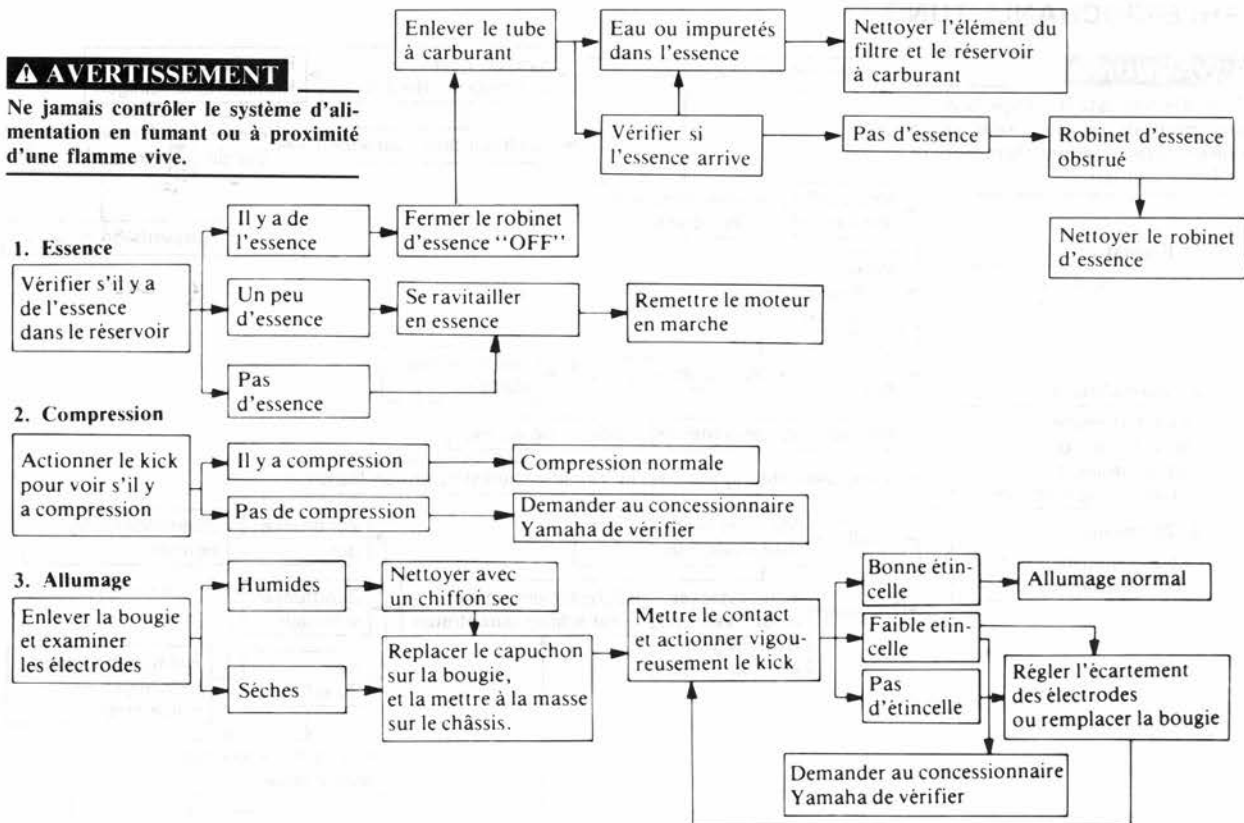 ⚠ AVERTISSEMENT
Ne jamais contrôler le système d'ali-
mentation en fumant ou à proximité
d'une flamme vive.
Enlever le tube
à carburant
Eau ou impuretés
dans l'essence
Nettoyer l'élément du
filtre et le réservoir
à carburant
Vérifier si
l'essence arrive
Pas d'essence
Robinet d'essence
obstrué
Nettoyer le robinet
d'essence
1. Essence
Vérifier s'il y a
de l'essence
dans le réservoir
Il y a de
l'essence
Fermer le robinet
d'essence "OFF"
Un peu
d'essence
Se ravitailler
en essence
Remettre le moteur
en marche
Pas
d'essence
2. Compression
Actionner le kick
pour voir s'il y
a compression
Il y a compression
Compression normale
Pas de compression
Demander au concessionnaire
Yamaha de vérifier
3. Allumage
Enlever la bougie
et examiner
les électrodes
Humides
Nettoyer avec
un chiffon sec
Sèches
Replacer le capuchon
sur la bougie,
et la mettre à la masse
sur le châssis.
Mettre le contact
et actionner vigou-
reusement le kick
Bonne étin-
celle
Allumage normal
Faible etin-
celle
Pas
d'étincelle
Régler l'écartement
des électrodes
ou remplacer la bougie
Demander au concessionnaire
Yamaha de vérifier